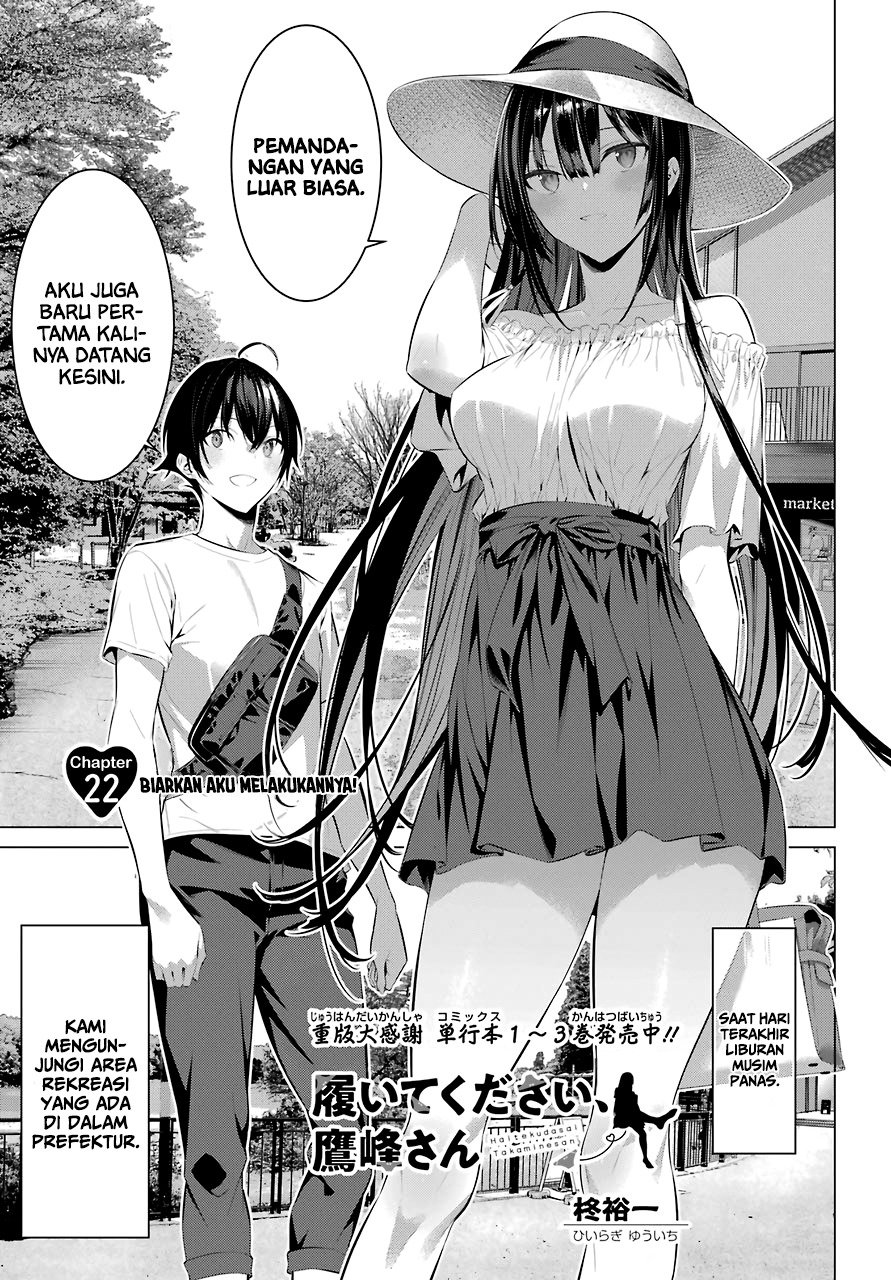 PEMANDA-
NGAN YANG
LUAR BIASA.
AKU JUGA
BARU PER-
TAMA KALI-
NYA DATANG
KESINI.
market
Chapter
22
BIARKAN AKU MELAKUKANNYA!
SAAT HARI
TERAKHIR
LIBURAN
MUSIM
PANAS.
KAMI
MENGUN-
JUNGI AREA
REKREASI
YANG ADA
DI DALAM
PREFEKTUR.
じゅうはんだいかんしゃ コミックス かんはつばいちゅう
重版大感謝 単行本1~3巻発売中!!
履いてください、
鷹峰さん
Haitekudasai
Takaminesan
柊裕一
ひいらぎ ゆういち